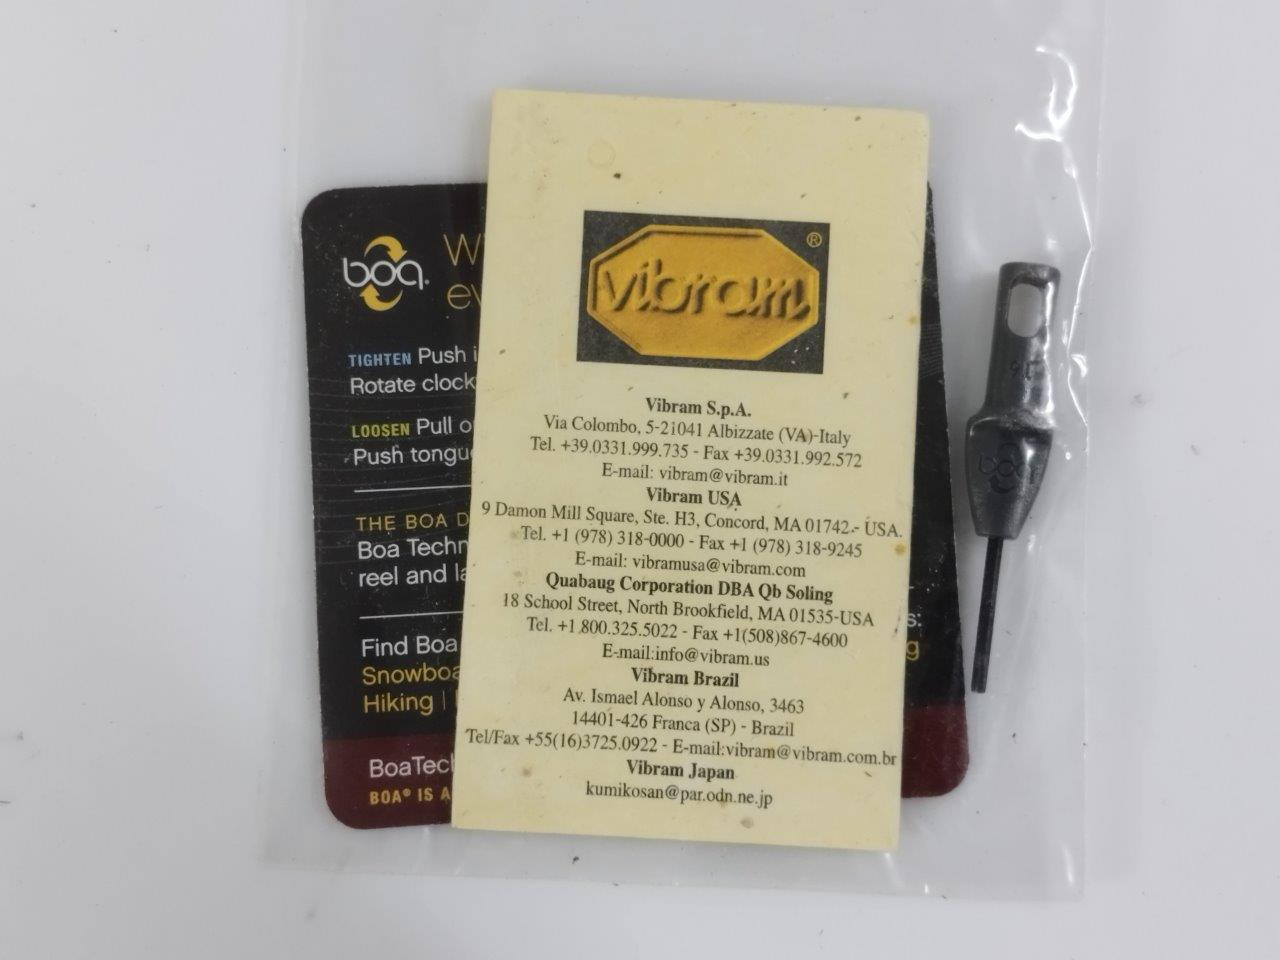 boa.
TIGHTEN Push
Rotate clock
LOOSEN Pull
Push tongu
THE BOA D
Boa Techn
reel and la
Find Boa
Snowboa
Hiking |
BoaTech
BOA® IS A
s:
g
vibram ®
Vibram S.p.A.
Via Colombo, 5-21041 Albizzate (VA)-Italy
Tel. +39.0331.999.735 - Fax +39.0331.992.572
E-mail: vibram@vibram.it
Vibram USA
9 Damon Mill Square, Ste. H3, Concord, MA 01742.- USA.
Tel. +1 (978) 318-0000 - Fax +1 (978) 318-9245
E-mail: vibramusa@vibram.com
Quabaug Corporation DBA Qb Soling
18 School Street, North Brookfield, MA 01535-USA
Tel. +1.800.325.5022 - Fax +1(508)867-4600
E-mail:info@vibram.us
Vibram Brazil
Av. Ismael Alonso y Alonso, 3463
14401-426 Franca (SP) - Brazil
Tel/Fax +55(16)3725.0922 - E-mail:vibram@vibram.com.br
Vibram Japan
kumikosan@par.odn.ne.jp
boa